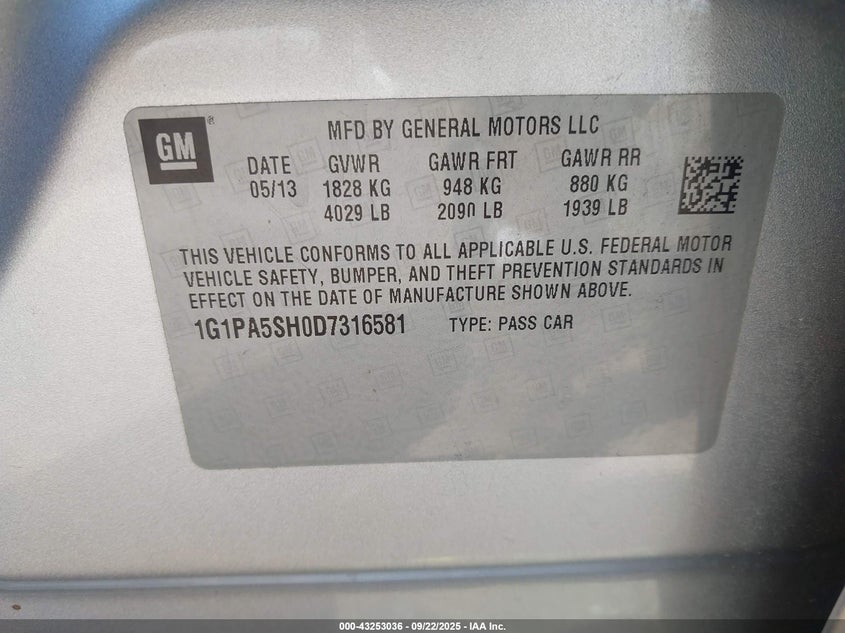 GM®
MFD BY GENERAL MOTORS LLC
DATE GVWR GAWR FRT GAWR RR
05/13 1828 KG 948 KG 880 KG
4029 LB 2090 LB 1939 LB
THIS VEHICLE CONFORMS TO ALL APPLICABLE U.S. FEDERAL MOTOR
VEHICLE SAFETY, BUMPER, AND THEFT PREVENTION STANDARDS IN
EFFECT ON THE DATE OF MANUFACTURE SHOWN ABOVE.
1G1PA5SH0D7316581 TYPE: PASS CAR
000-43253036 - 09/22/2025 - IAA Inc.